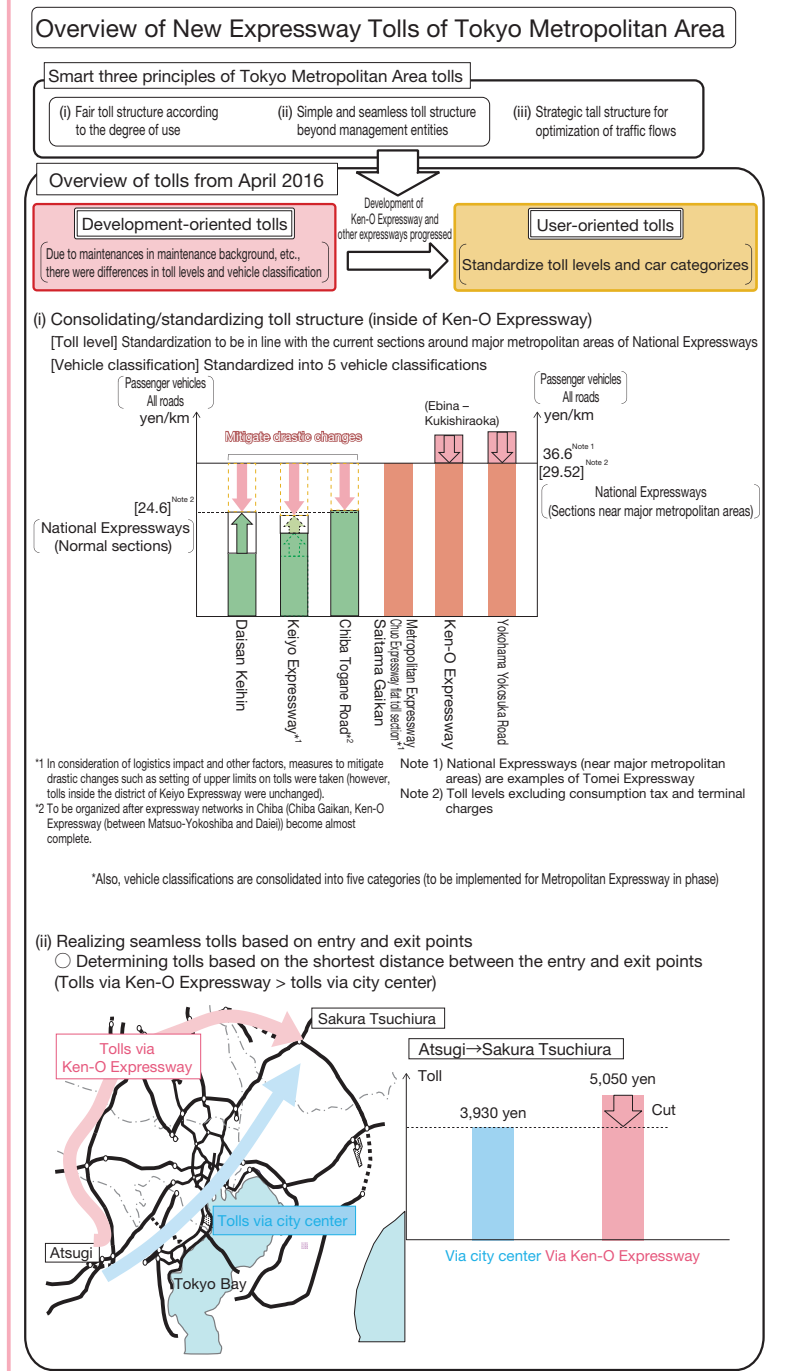 Overview of New Expressway Tolls of Tokyo Metropolitan Area
Smart three principles of Tokyo Metropolitan Area tolls
(i) Fair toll structure according
to the degree of use
(ii) Simple and seamless toll structure
beyond management entities
(iii) Strategic tall structure for
optimization of traffic flows
Overview of tolls from April 2016
Development-oriented tolls
Due to maintenances in maintenance background, etc.,
there were differences in toll levels and vehicle classification
Development of
Ken-O Expressway and
other expressways progressed
User-oriented tolls
Standardize toll levels and car categorizes
(i) Consolidating/standardizing toll structure (inside of Ken-O Expressway)
[Toll level] Standardization to be in line with the current sections around major metropolitan areas of National Expressways
[Vehicle classification] Standardized into 5 vehicle classifications
Passenger vehicles
All roads
yen/km
Mitigate drastic changes
(Ebina –
Kukishiraoka)
Passenger vehicles
All roads
yen/km
36.6 Note 1
[29.52] Note 2
National Expressways
(Sections near major metropolitan areas)
[24.6] Note 2
National Expressways
(Normal sections)
Daisan Keihin
Keiyo Expressway*1
Chiba Togane Road*2
Metropolitan Expressway
Chuo Expressway flat toll section*1
Saitama Gaikan
Ken-O Expressway
Yokohama Yokosuka Road
*1 In consideration of logistics impact and other factors, measures to mitigate
drastic changes such as setting of upper limits on tolls were taken (however,
tolls inside the district of Keiyo Expressway were unchanged).
*2 To be organized after expressway networks in Chiba (Chiba Gaikan, Ken-O
Expressway (between Matsuo-Yokoshiba and Daiei)) become almost
complete.
Note 1) National Expressways (near major metropolitan
areas) are examples of Tomei Expressway
Note 2) Toll levels excluding consumption tax and terminal
charges
*Also, vehicle classifications are consolidated into five categories (to be implemented for Metropolitan Expressway in phase)
(ii) Realizing seamless tolls based on entry and exit points
○ Determining tolls based on the shortest distance between the entry and exit points
(Tolls via Ken-O Expressway > tolls via city center)
Sakura Tsuchiura
Tolls via
Ken-O Expressway
Tolls via city center
Atsugi
Tokyo Bay
Atsugi→Sakura Tsuchiura
Toll
5,050 yen
3,930 yen
Cut
Via city center
Via Ken-O Expressway